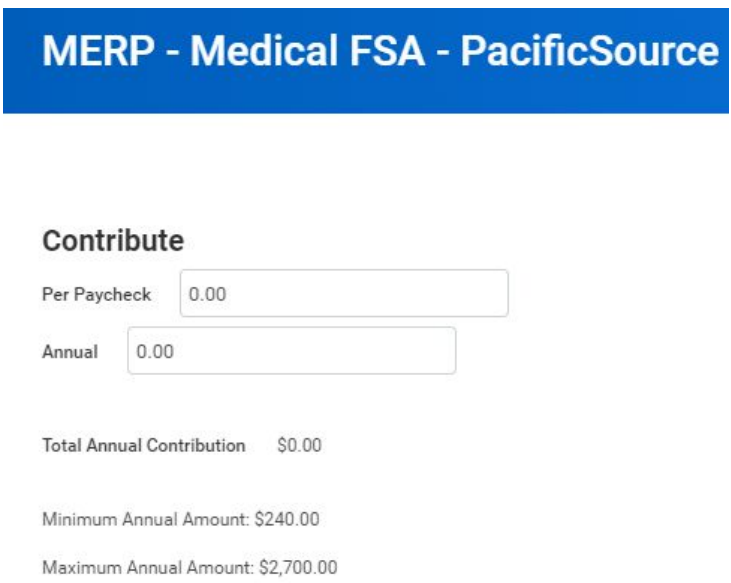 MERP - Medical FSA - PacificSource
Contribute
Per Paycheck 0.00
Annual 0.00
Total Annual Contribution $0.00
Minimum Annual Amount: $240.00
Maximum Annual Amount: $2,700.00